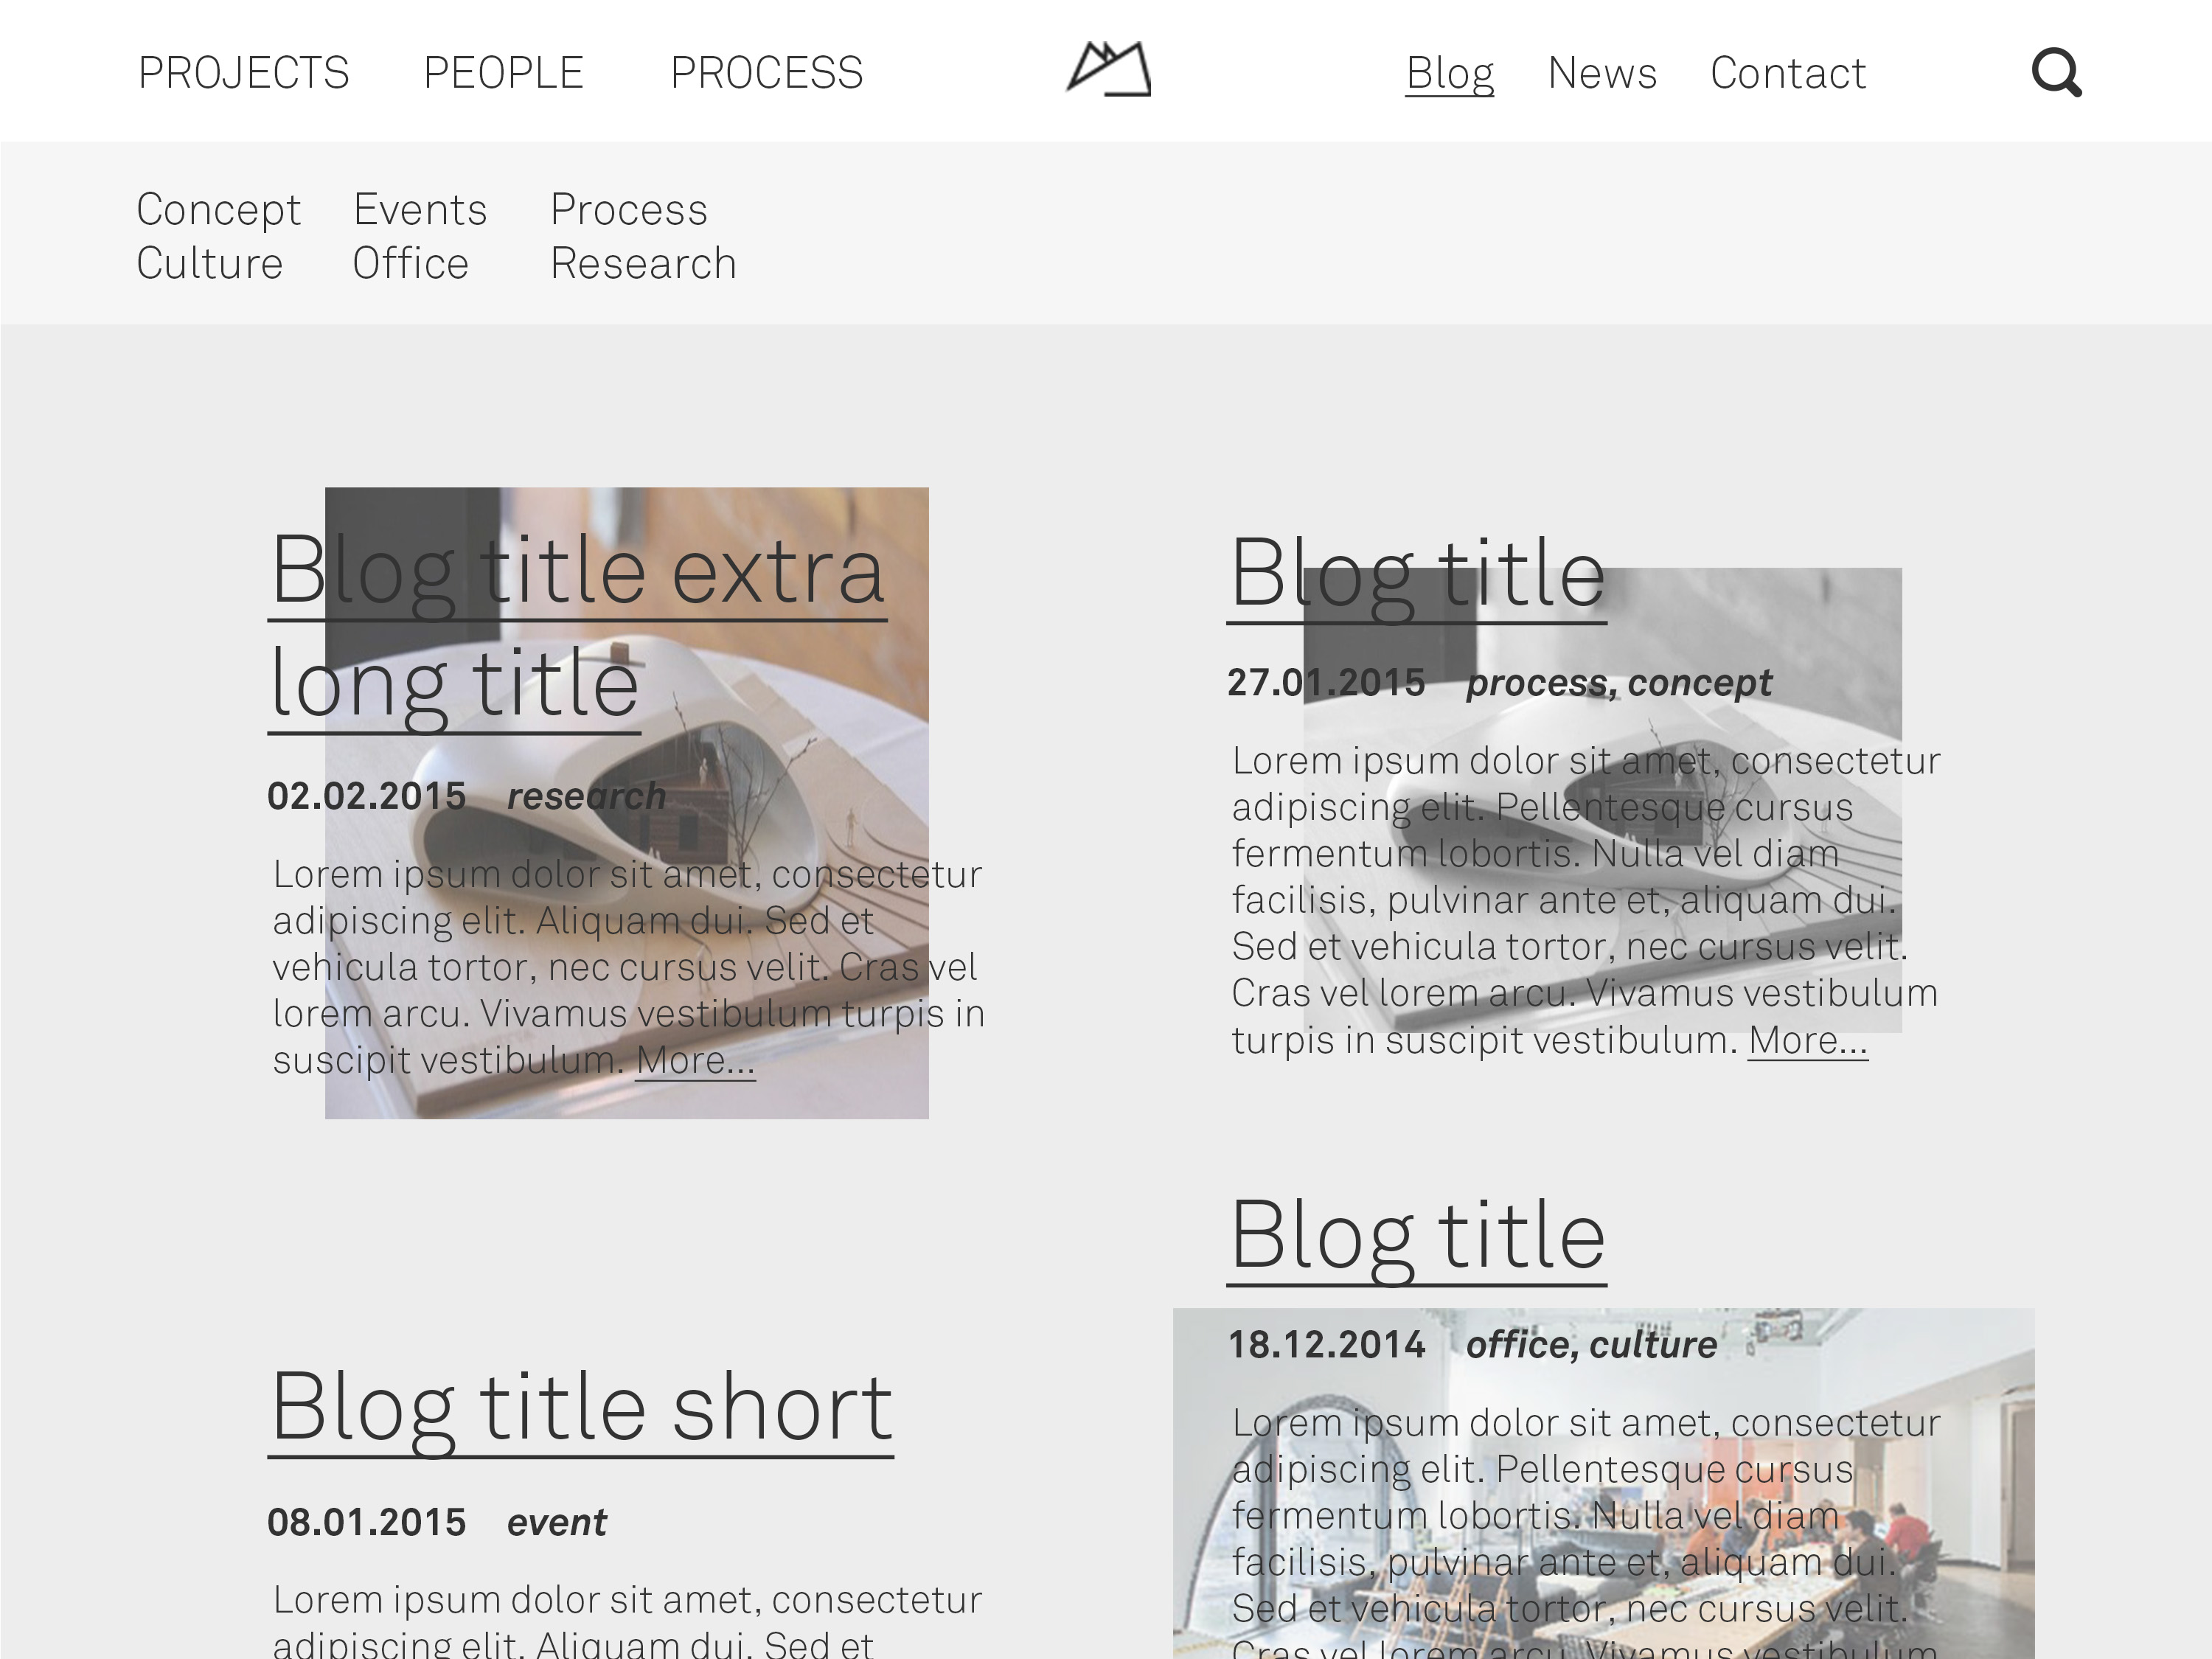 PROJECTS PEOPLE PROCESS Blog News Contact
Concept Events Process
Culture Office Research
Blog title extra
long title
02.02.2015 research
Lorem ipsum dolor sit amet, consectetur
adipiscing elit. Aliquam dui. Sed et
vehicula tortor, nec cursus velit. Cras vel
lorem arcu. Vivamus vestibulum turpis in
suscipit vestibulum. More...
Blog title
27.01.2015 process, concept
Lorem ipsum dolor sit amet, consectetur
adipiscing elit. Pellentesque cursus
fermentum lobortis. Nulla vel diam
facilisis, pulvinar ante et, aliquam dui.
Sed et vehicula tortor, nec cursus velit.
Cras vel lorem arcu. Vivamus vestibulum
turpis in suscipit vestibulum. More...
Blog title short
08.01.2015 event
Lorem ipsum dolor sit amet, consectetur
adipiscing elit. Aliquam dui. Sed et
Blog title
18.12.2014 office, culture
Lorem ipsum dolor sit amet, consectetur
adipiscing elit. Pellentesque cursus
fermentum lobortis. Nulla vel diam
facilisis, pulvinar ante et, aliquam dui.
Sed et vehicula tortor, nec cursus velit.
Cras vel lorem arcu. Vivamus vestibulum